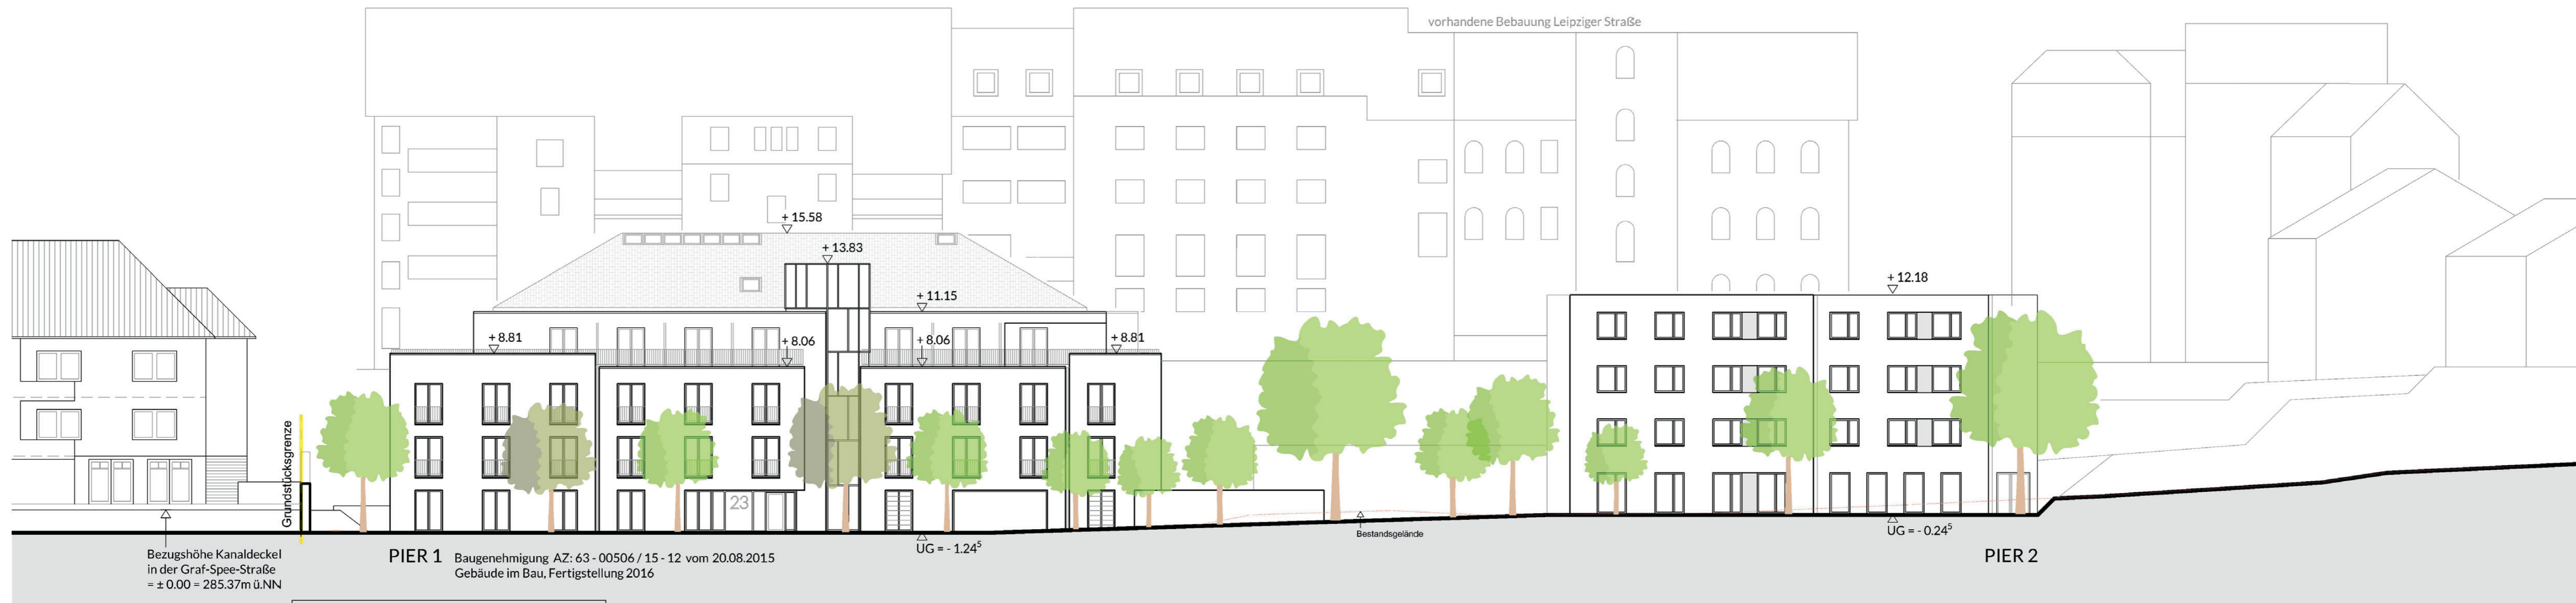 vorhandene Bebauung Leipziger Straße
+ 15.58
+ 13.83
+ 12.18
+ 11.15
+ 8.81
+ 8.06
+ 8.06
+ 8.81
Grundstücksgrenze
23
Bestandsgelände
UG = - 0.24⁵
UG = - 1.24⁵
Bezugshöhe Kanaldeckel
in der Graf-Spee-Straße
= ± 0.00 = 285.37m ü.NN
PIER 1 Baugenehmigung AZ: 63 - 00506 / 15 - 12 vom 20.08.2015
Gebäude im Bau, Fertigstellung 2016
PIER 2